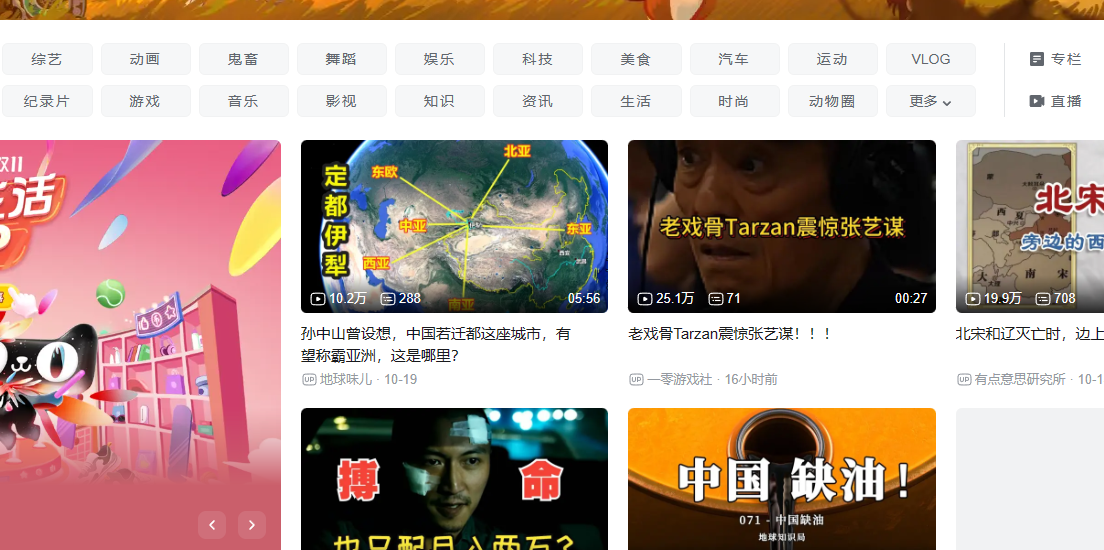 综艺
动画
鬼畜
舞蹈
娱乐
科技
美食
汽车
运动
VLOG
专栏
纪录片
游戏
音乐
影视
知识
资讯
生活
时尚
动物圈
更多
直播
双11
活
定都伊犁
北亚
东欧
中亚
东亚
西亚
南亚
10.2万
288
05:56
孙中山曾设想，中国若迁都这座城市，有
望称霸亚洲，这是哪里？
UP 地球味儿 · 10-19
老戏骨Tarzan震惊张艺谋
25.1万
71
00:27
老戏骨Tarzan震惊张艺谋！！！
UP 一零游戏社 · 16小时前
北宋
旁边的西
西夏
大
南
宋
19.9万
708
北宋和辽灭亡时，边上
UP 有点意思研究所 · 10-1
搏 命
也只配月入两万？
中国 缺油！
071 - 中国缺油
地球知识局